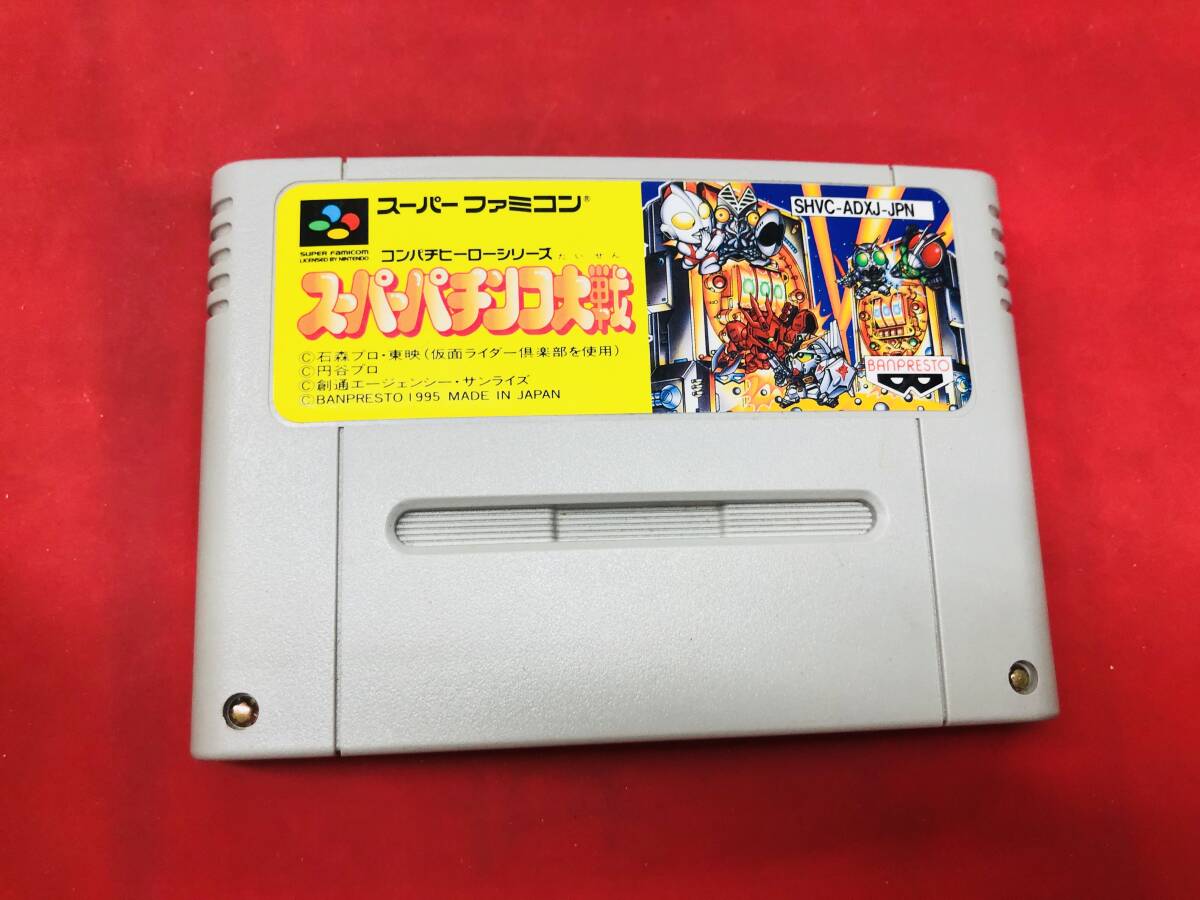 スーパーファミコン®
SUPER FAMICOM
LICENSED BY NINTENDO
コンパチヒーローシリーズ
たいせん
スーパーパチンコ大戦
©石森プロ・東映(仮面ライダー倶楽部を使用)
©円谷プロ
©創通エージェンシー・サンライズ
©BANPRESTO 1995 MADE IN JAPAN
SHVC-ADXJ-JPN
000
BANPRESTO